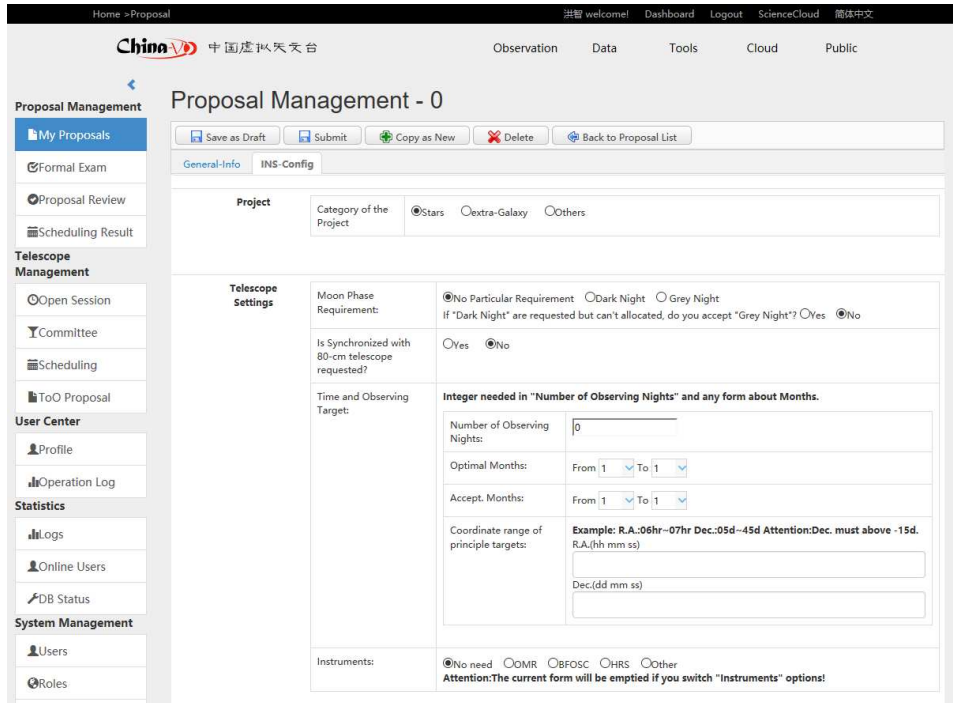 Home >Proposal
洪智 welcome! Dashboard Logout ScienceCloud 简体中文
China-VO 中国虚拟天文台
Observation Data Tools Cloud Public
Proposal Management
My Proposals
Formal Exam
Proposal Review
Scheduling Result
Telescope
Management
Open Session
Committee
Scheduling
ToO Proposal
User Center
Profile
Operation Log
Statistics
Logs
Online Users
DB Status
System Management
Users
Roles
Proposal Management - 0
Save as Draft Submit Copy as New Delete Back to Proposal List
General-Info INS-Config
Project
Category of the
Project
Stars extra-Galaxy Others
Telescope
Settings
Moon Phase
Requirement:
No Particular Requirement Dark Night Grey Night
If "Dark Night" are requested but can't allocated, do you accept "Grey Night"? Yes No
Is Synchronized with
80-cm telescope
requested?
Yes No
Time and Observing
Target:
Integer needed in "Number of Observing Nights" and any form about Months.
Number of Observing
Nights:
0
Optimal Months:
From 1 To 1
Accept. Months:
From 1 To 1
Coordinate range of
principle targets:
Example: R.A.:06hr~07hr Dec.:05d~45d Attention:Dec. must above -15d.
R.A.(hh mm ss)
Dec.(dd mm ss)
Instruments:
No need OMR BFOSC HRS Other
Attention:The current form will be emptied if you switch "Instruments" options!